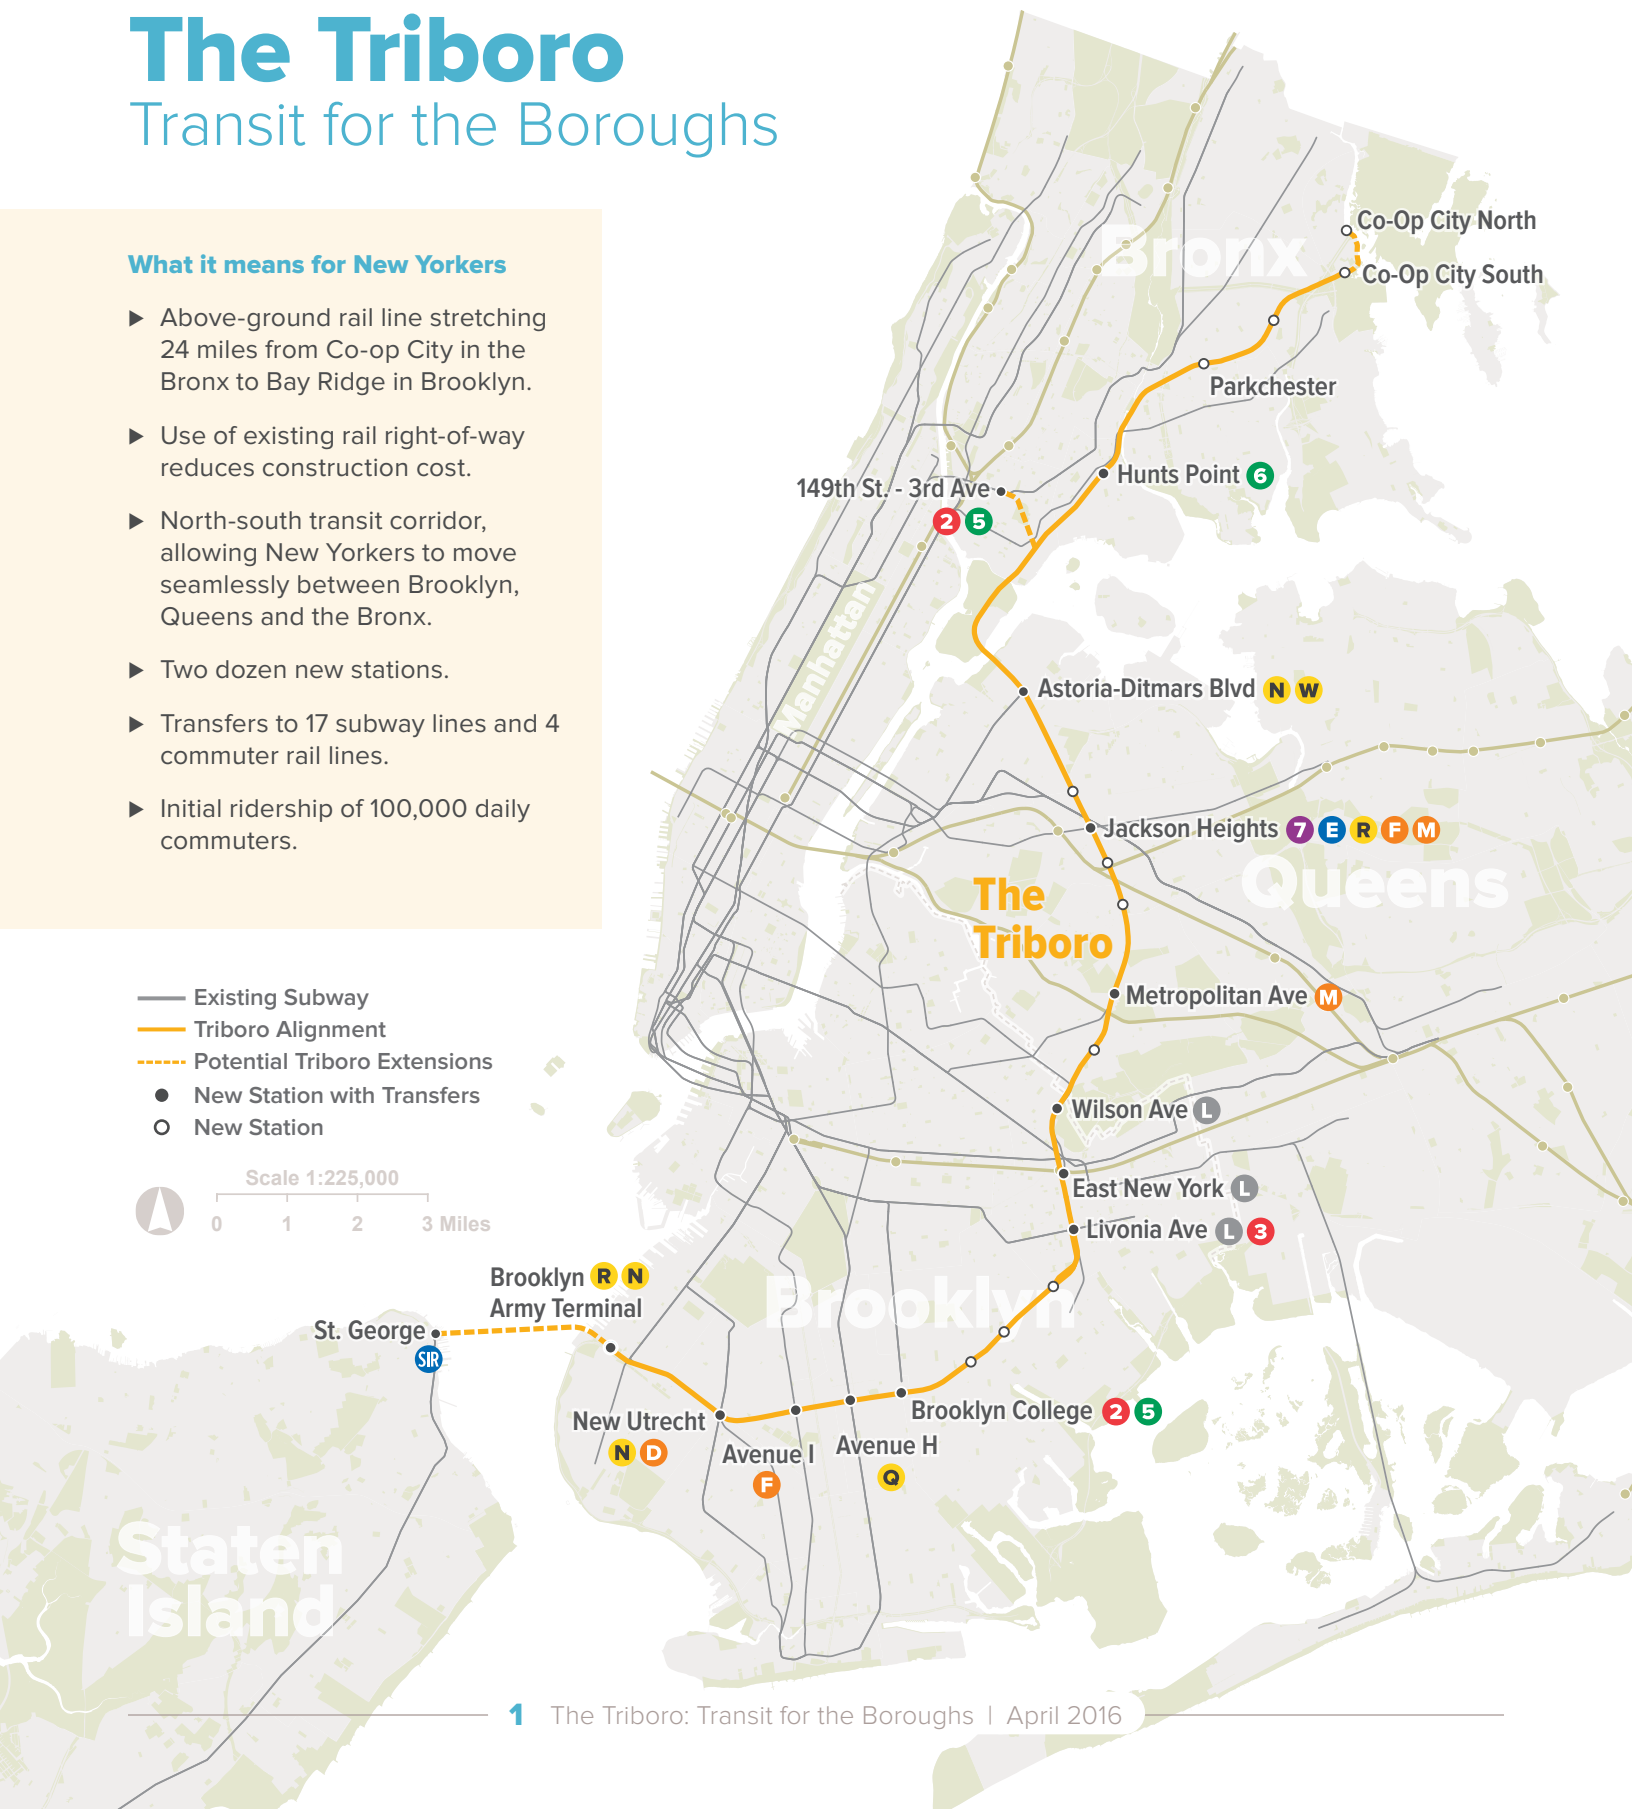 The Triboro
Transit for the Boroughs
What it means for New Yorkers
Above-ground rail line stretching
24 miles from Co-op City in the
Bronx to Bay Ridge in Brooklyn.
Use of existing rail right-of-way
reduces construction cost.
North-south transit corridor,
allowing New Yorkers to move
seamlessly between Brooklyn,
Queens and the Bronx.
Two dozen new stations.
Transfers to 17 subway lines and 4
commuter rail lines.
Initial ridership of 100,000 daily
commuters.
Existing Subway
Triboro Alignment
Potential Triboro Extensions
New Station with Transfers
New Station
Scale 1:225,000
0 1 2 3 Miles
Bronx
Co-Op City North
Co-Op City South
Parkchester
Hunts Point 6
149th St. - 3rd Ave
2 5
Manhattan
Astoria-Ditmars Blvd N W
Jackson Heights 7 E R F M
Queens
The
Triboro
Metropolitan Ave M
Wilson Ave L
East New York L
Livonia Ave L 3
Brooklyn
Brooklyn R N
Army Terminal
St. George
SIR
New Utrecht
N D
Avenue I
F
Avenue H
Q
Brooklyn College 2 5
Staten
Island
1 The Triboro: Transit for the Boroughs | April 2016